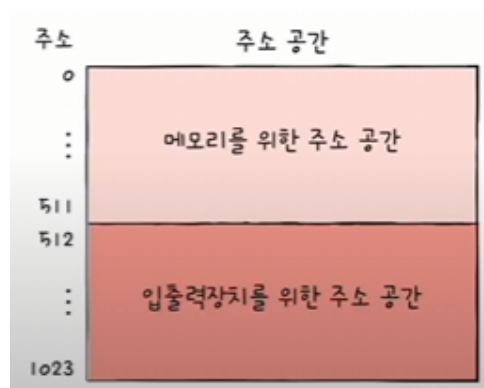 주소 주소 공간
0
⋮
메모리를 위한 주소 공간
511
512
⋮
입출력장치를 위한 주소 공간
1023